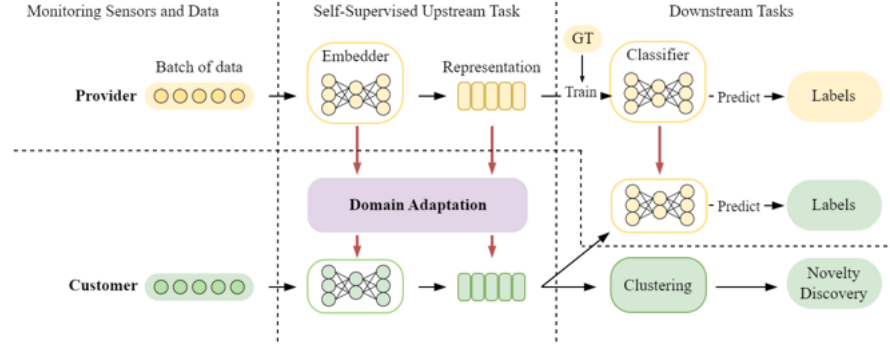 Monitoring Sensors and Data
Self-Supervised Upstream Task
Downstream Tasks
GT
Embedder
Classifier
Batch of data
Representation
Provider
Train
Predict
Labels
Domain Adaptation
Predict
Labels
Customer
Clustering
Novelty
Discovery